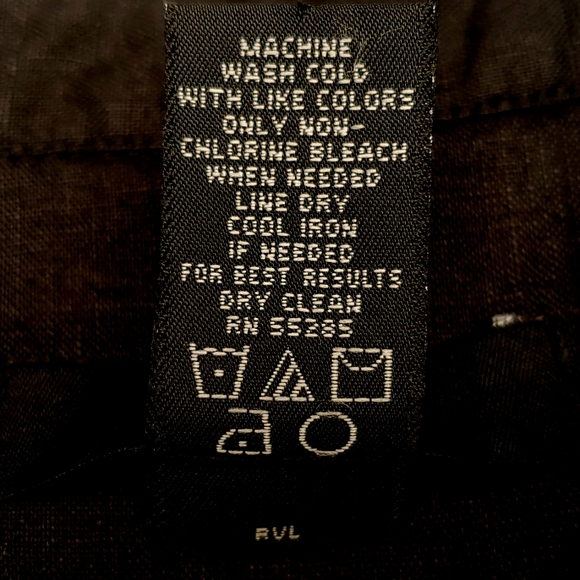 MACHINE
WASH COLD
WITH LIKE COLORS
ONLY NON-
CHLORINE BLEACH
WHEN NEEDED
LINE DRY
COOL IRON
IF NEEDED
FOR BEST RESULTS
DRY CLEAN
RN 55285
RVL